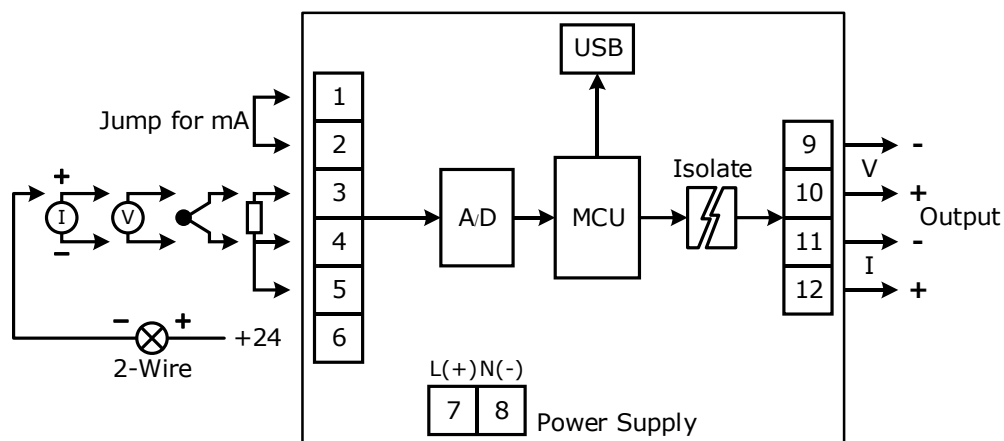 USB
1
Jump for mA
2
3
4
5
6
+
I
−
V
− + +24
2-Wire
A/D
MCU
Isolate
9 -
V
10 +
Output
11 -
I
12 +
L(+) N(-)
7 8
Power Supply